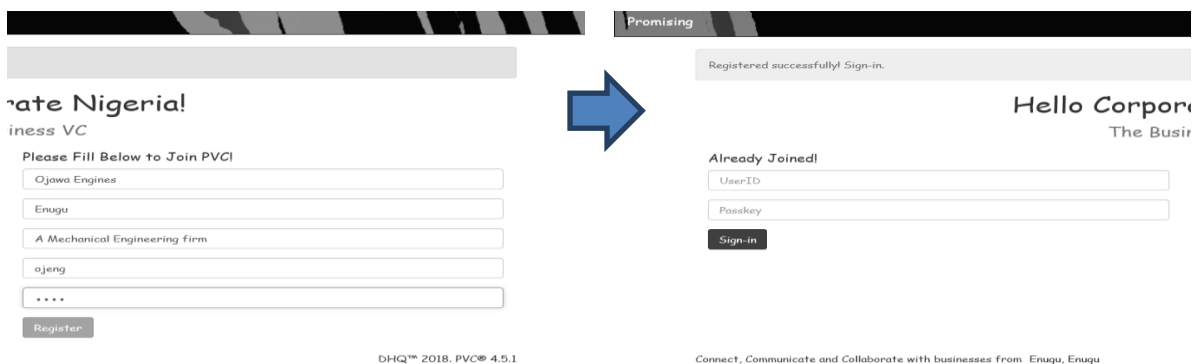 rate Nigeria!
iness VC
Please Fill Below to Join PVC!
Ojawa Engines
Enugu
A Mechanical Engineering firm
ojeng
••••
Register
DHQ™ 2018. PVC® 4.5.1
Promising
Registered successfully! Sign-in.
Hello Corpor
The Busin
Already Joined!
UserID
Passkey
Sign-in
Connect, Communicate and Collaborate with businesses from Enugu, Enugu